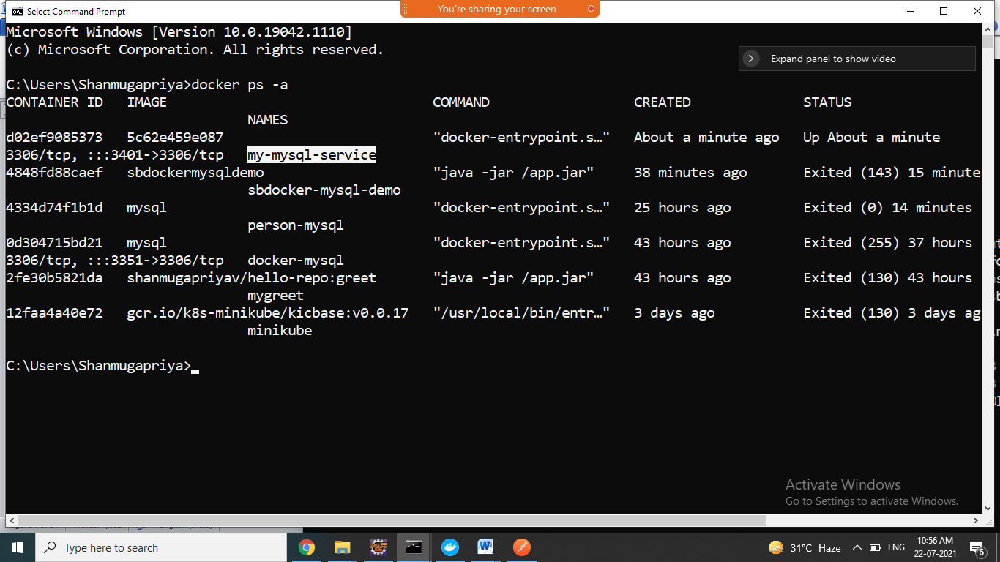 Select Command Prompt
You're sharing your screen
Microsoft Windows [Version 10.0.19042.1110]
(c) Microsoft Corporation. All rights reserved.
Expand panel to show video
C:\Users\Shanmugapriya>docker ps -a
CONTAINER ID IMAGE COMMAND CREATED STATUS
NAMES
d02ef9085373 5c62e459e087 "docker-entrypoint.s…" About a minute ago Up About a minute
3306/tcp, :::3401->3306/tcp my-mysql-service
4848fd88caef sbdockermysqldemo "java -jar /app.jar" 38 minutes ago Exited (143) 15 minute
sbdocker-mysql-demo
4334d74f1b1d mysql "docker-entrypoint.s…" 25 hours ago Exited (0) 14 minutes
person-mysql
0d304715bd21 mysql "docker-entrypoint.s…" 43 hours ago Exited (255) 37 hours
3306/tcp, :::3351->3306/tcp docker-mysql
2fe30b5821da shanmugapriyav/hello-repo:greet "java -jar /app.jar" 43 hours ago Exited (130) 43 hours
mygreet
12faa4a40e72 gcr.io/k8s-minikube/kicbase:v0.0.17 "/usr/local/bin/entr…" 3 days ago Exited (130) 3 days ag
minikube
C:\Users\Shanmugapriya>
Activate Windows
Go to Settings to activate Windows.
Type here to search
31°C Haze
ENG
10:56 AM
22-07-2021
6